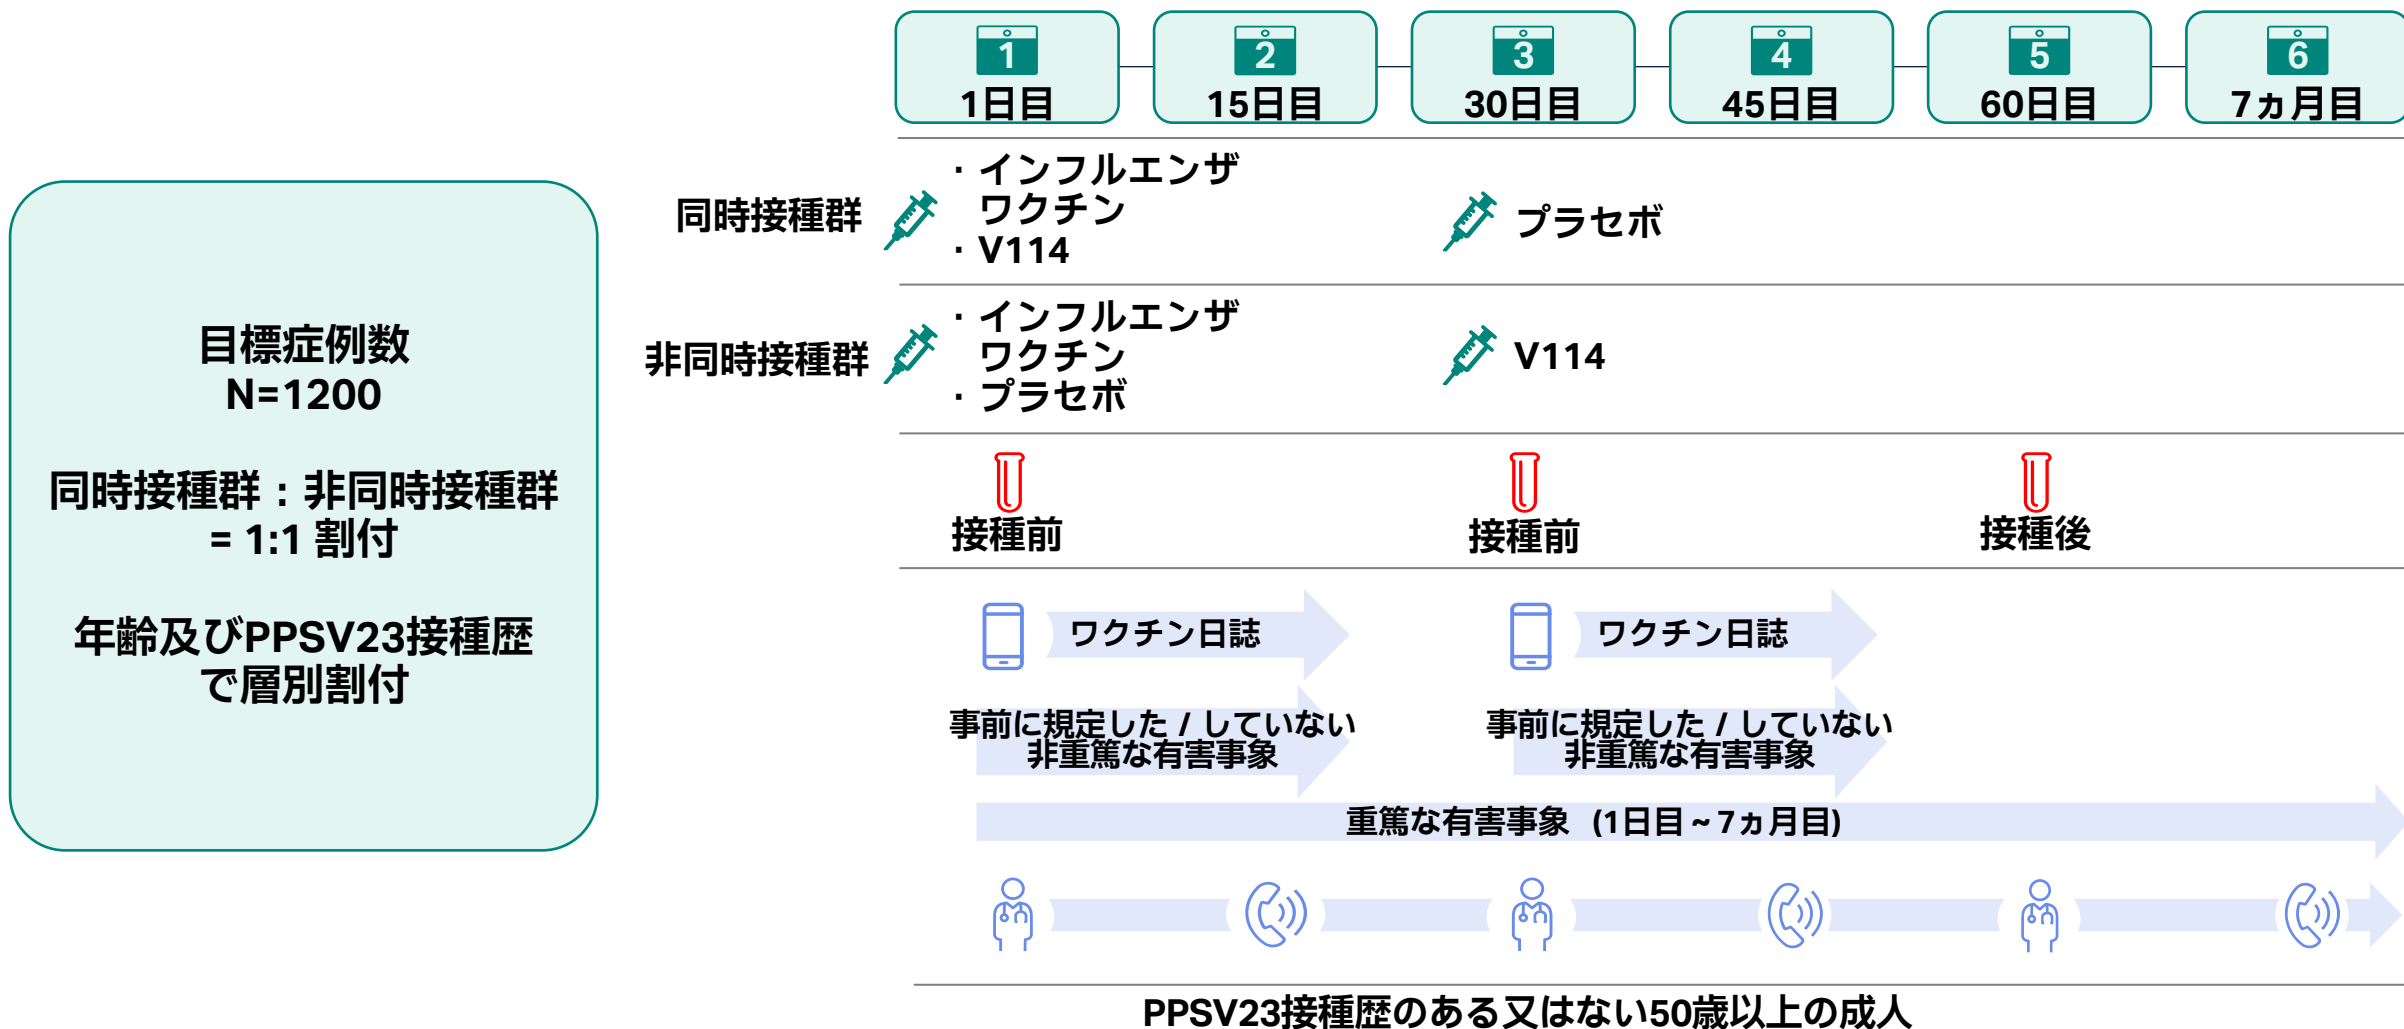 1
1日目
2
15日目
3
30日目
4
45日目
5
60日目
6
7ヵ月目
目標症例数
N=1200
同時接種群：非同時接種群
= 1:1 割付
年齢及びPPSV23接種歴
で層別割付
同時接種群
・インフルエンザ
ワクチン
・V114
プラセボ
非同時接種群
・インフルエンザ
ワクチン
・プラセボ
V114
接種前
接種前
接種後
ワクチン日誌
ワクチン日誌
事前に規定した / していない
非重篤な有害事象
事前に規定した / していない
非重篤な有害事象
重篤な有害事象 (1日目～7ヵ月目)
PPSV23接種歴のある又はない50歳以上の成人